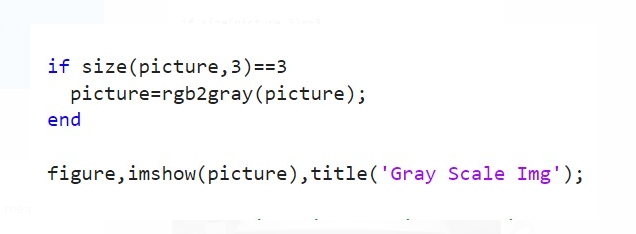 if size(picture,3)==3
picture=rgb2gray(picture);
end
figure,imshow(picture),title('Gray Scale Img');